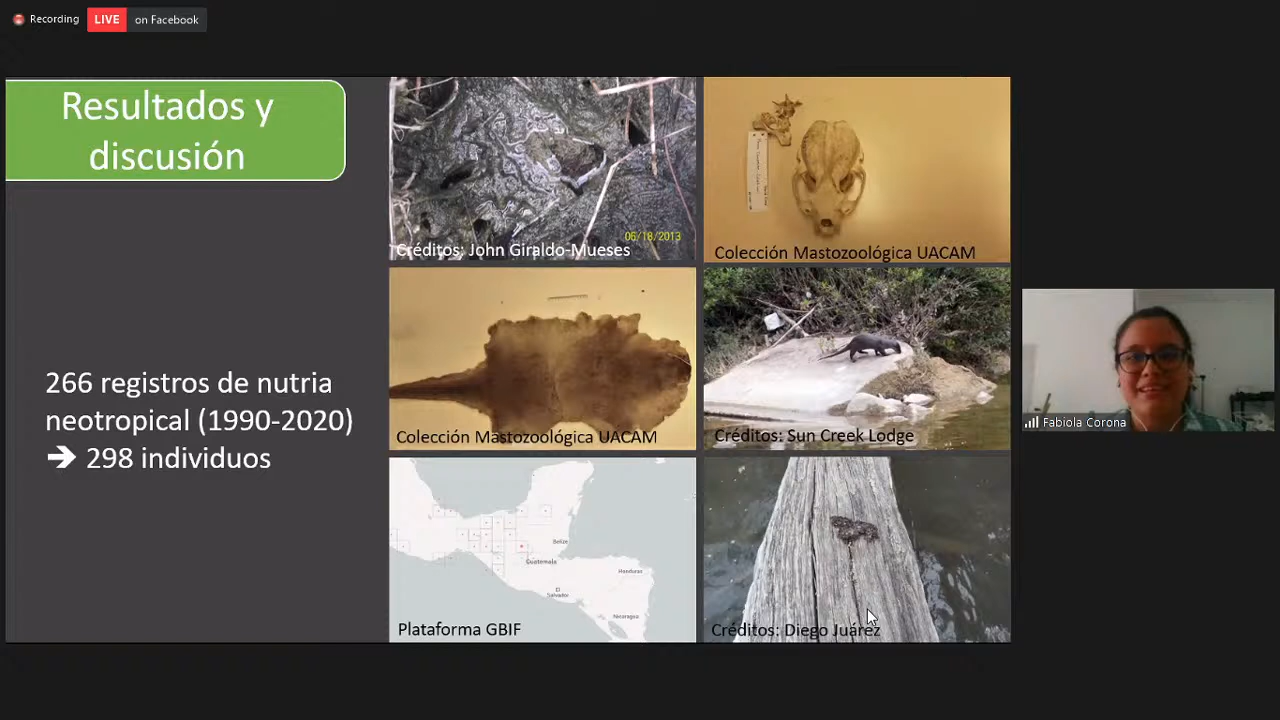 Recording
LIVE on Facebook
Resultados y
discusión
266 registros de nutria
neotropical (1990-2020)
➔ 298 individuos
06/18/2013
Créditos: John Giraldo-Mueses
Colección Mastozoológica UACAM
Colección Mastozoológica UACAM
Créditos: Sun Creek Lodge
Belize
Guatemala
Honduras
El
Salvador
Nicaragua
Plataforma GBIF
Créditos: Diego Juárez
Fabiola Corona